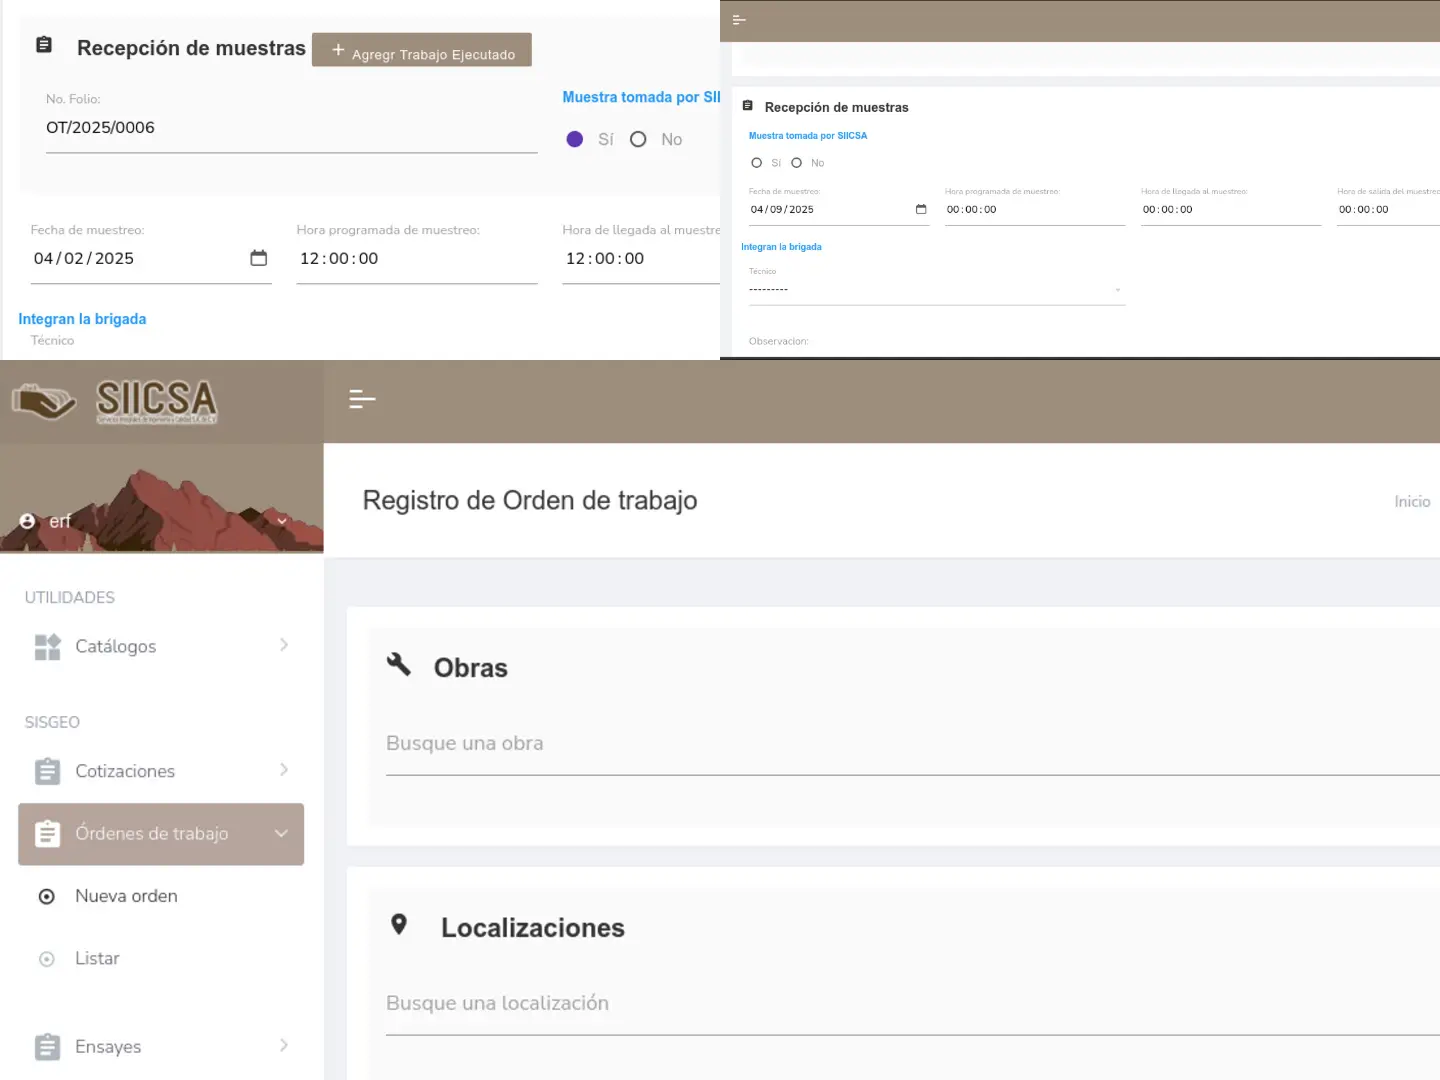 Recepción de muestras
+ Agregr Trabajo Ejecutado
No. Folio:
OT/2025/0006
Muestra tomada por SII
Sí No
Fecha de muestreo:
04/02/2025
Hora programada de muestreo:
12:00:00
Hora de llegada al muestre
12:00:00
Integran la brigada
Técnico
Recepción de muestras
Muestra tomada por SIICSA
Sí No
Fecha de muestreo:
04/09/2025
Hora programada de muestreo:
00:00:00
Hora de llegada al muestreo:
00:00:00
Hora de salida del muestreo
00:00:00
Integran la brigada
Técnico
---------
Observacion:
SIICSA
erf
UTILIDADES
Catálogos
SISGEO
Cotizaciones
Órdenes de trabajo
Nueva orden
Listar
Ensayes
Registro de Orden de trabajo
Inicio
Obras
Busque una obra
Localizaciones
Busque una localización